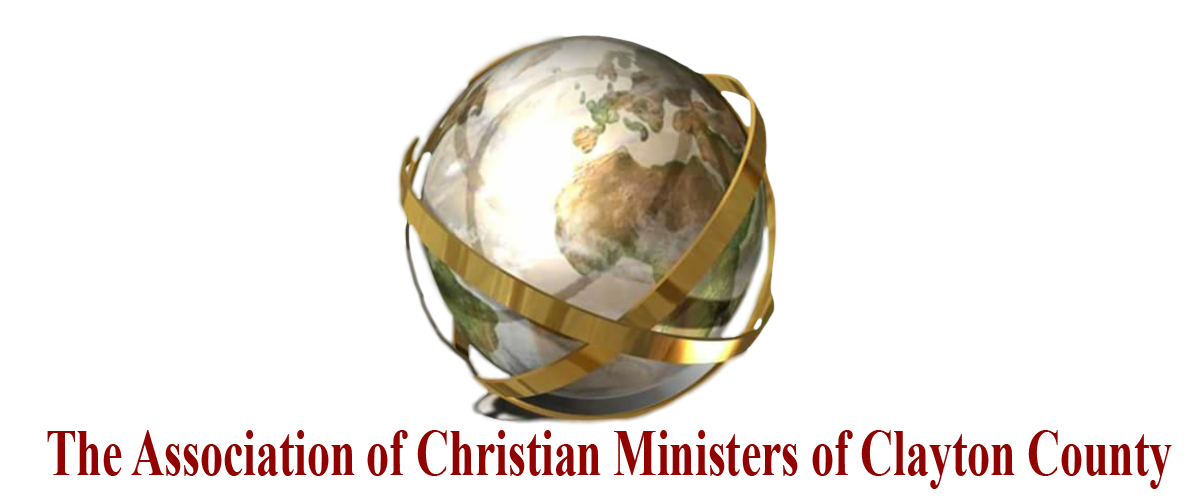 The Association of Christian Ministers of Clayton County